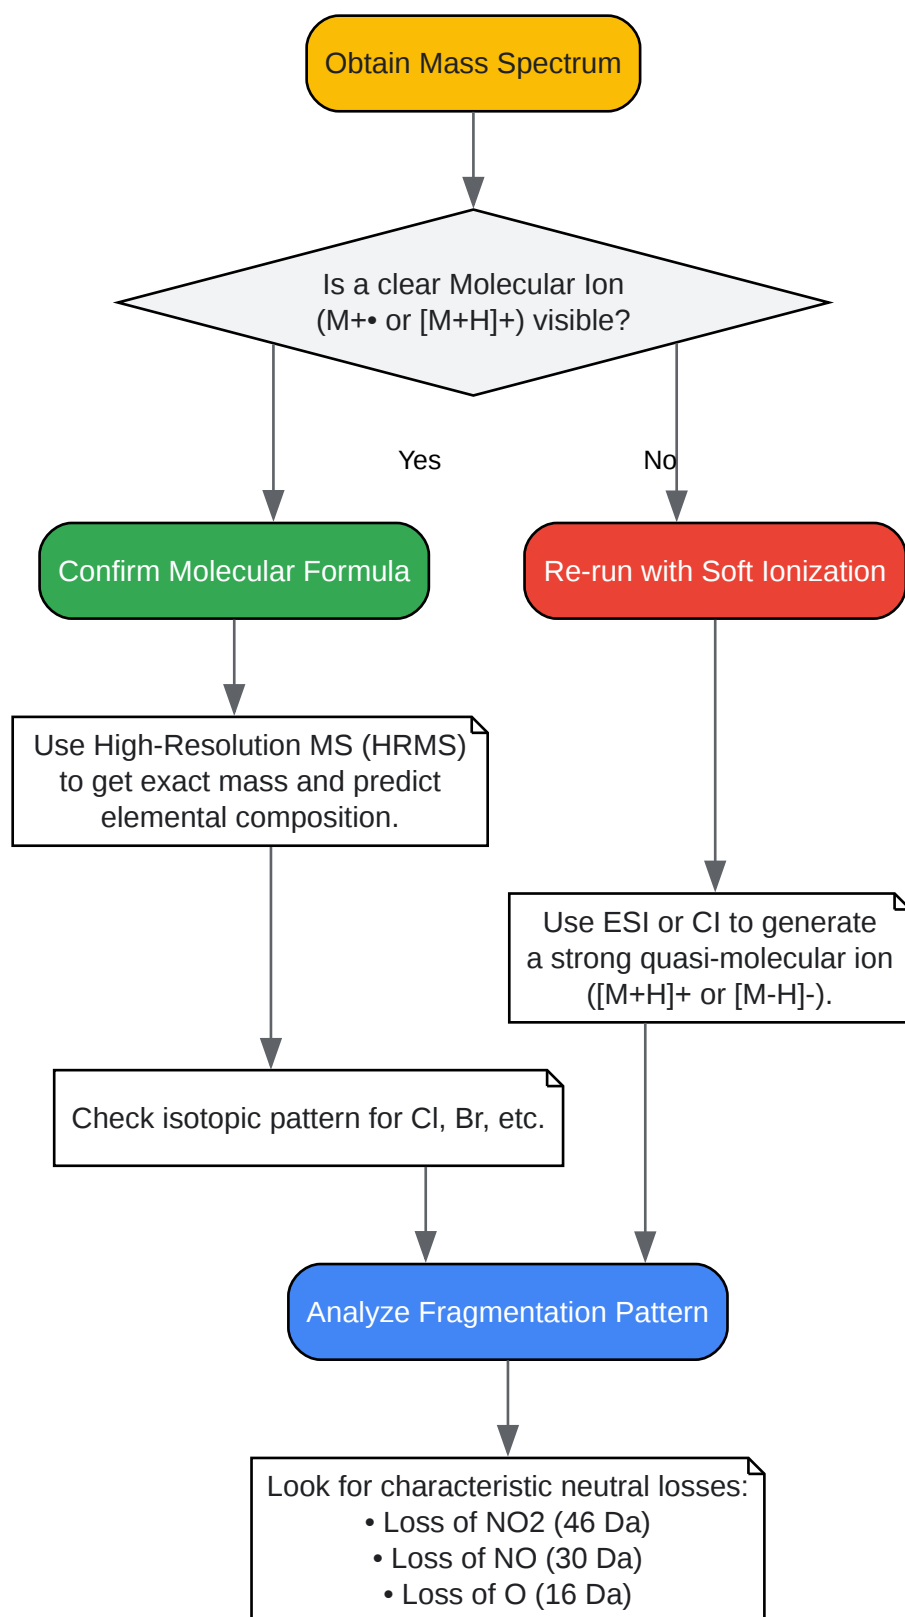 Obtain Mass Spectrum
Is a clear Molecular Ion
(M+• or [M+H]+) visible?
Yes
No
Confirm Molecular Formula
Re-run with Soft Ionization
Use High-Resolution MS (HRMS)
to get exact mass and predict
elemental composition.
Use ESI or CI to generate
a strong quasi-molecular ion
([M+H]+ or [M-H]-).
Check isotopic pattern for Cl, Br, etc.
Analyze Fragmentation Pattern
Look for characteristic neutral losses:
• Loss of NO2 (46 Da)
• Loss of NO (30 Da)
• Loss of O (16 Da)